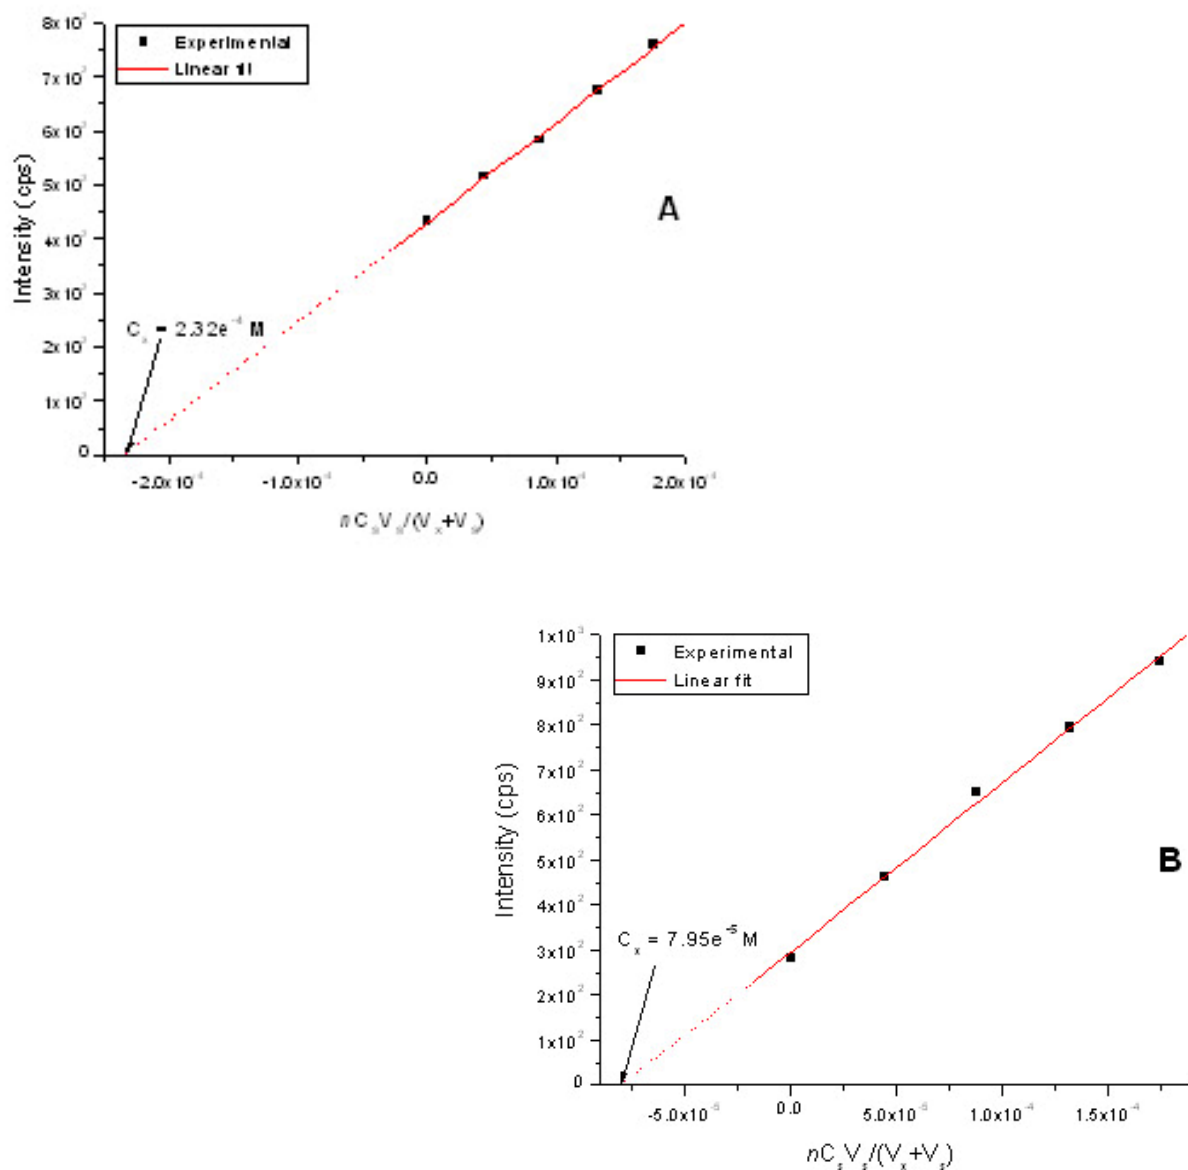 8x10²
Experimental
Linear fit
7x10²
6x10²
5x10²
4x10²
3x10²
2x10²
1x10²
0
Intensity (cps)
A
Cₓ = 2.32e⁻⁴ M
-2.0x10⁻⁴ -1.0x10⁻⁴ 0.0 1.0x10⁻⁴ 2.0x10⁻⁴
nCₛVₛ/(Vₓ+Vₛ)
1x10³
Experimental
Linear fit
9x10²
8x10²
7x10²
6x10²
5x10²
4x10²
3x10²
2x10²
1x10²
0
Intensity (cps)
B
Cₓ = 7.95e⁻⁵ M
-5.0x10⁻⁵ 0.0 5.0x10⁻⁵ 1.0x10⁻⁴ 1.5x10⁻⁴
nCₛVₛ/(Vₓ+Vₛ)